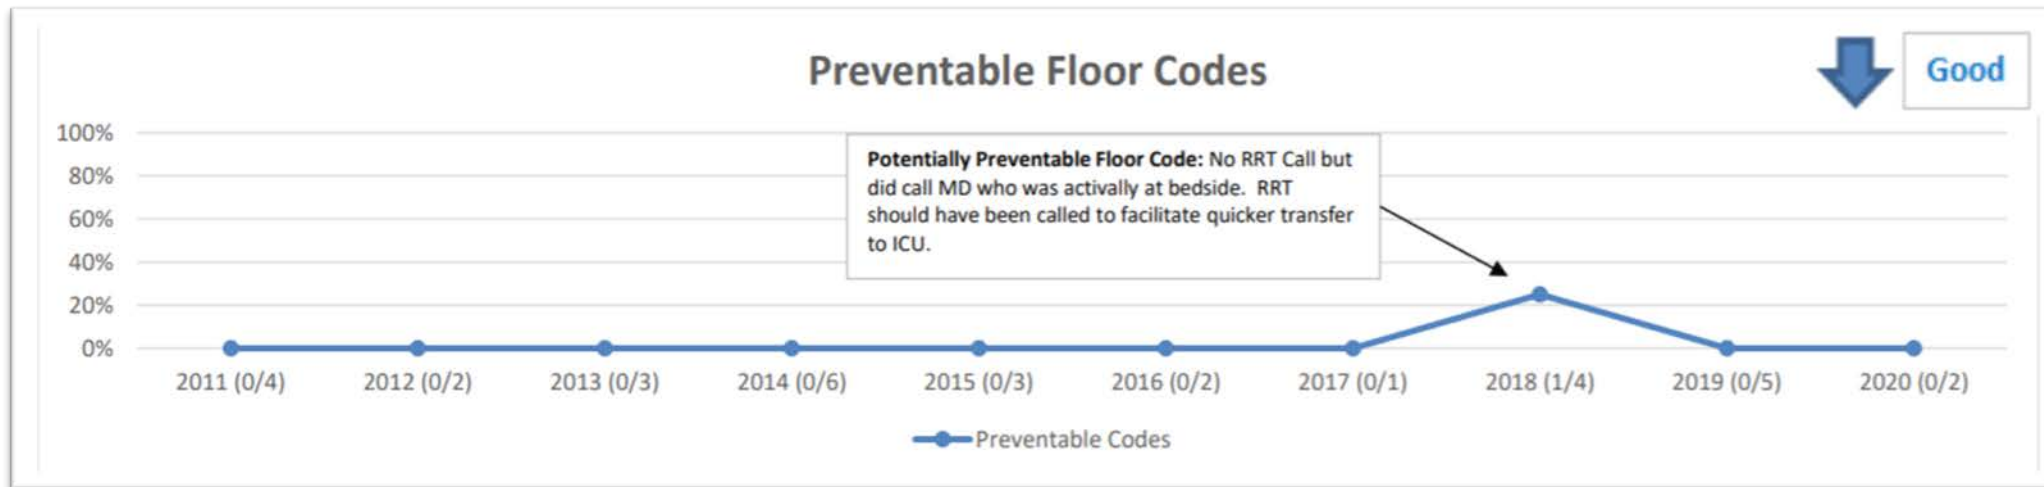 Preventable Floor Codes
Good
100%
80%
60%
40%
20%
0%
Potentially Preventable Floor Code: No RRT Call but
did call MD who was activally at bedside. RRT
should have been called to facilitate quicker transfer
to ICU.
2011 (0/4) 2012 (0/2) 2013 (0/3) 2014 (0/6) 2015 (0/3) 2016 (0/2) 2017 (0/1) 2018 (1/4) 2019 (0/5) 2020 (0/2)
Preventable Codes